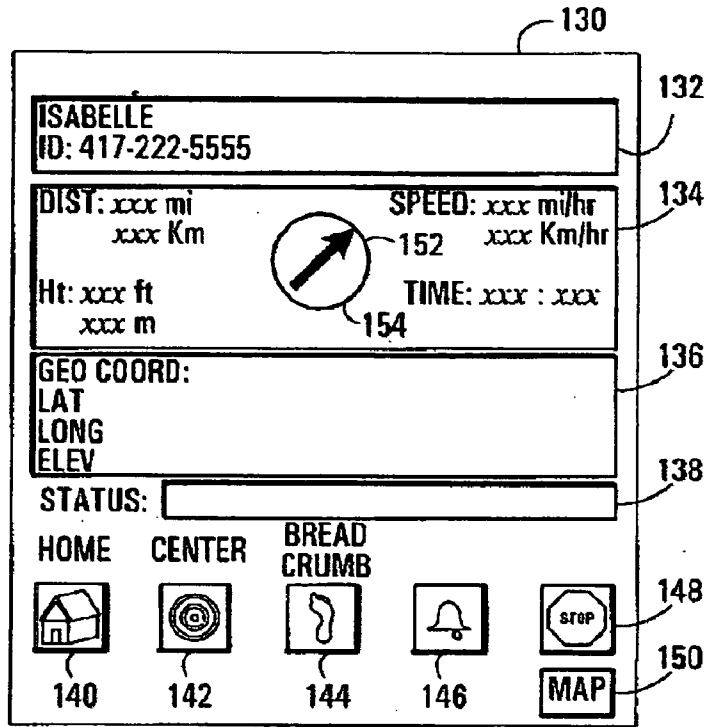 130
132
ISABELLE
ID: 417-222-5555
134
DIST: xxx mi
xxx Km
SPEED: xxx mi/hr
xxx Km/hr
152
Ht: xxx ft
xxx m
TIME: xxx : xxx
154
136
GEO COORD:
LAT
LONG
ELEV
138
STATUS:
HOME
CENTER
BREAD
CRUMB
STOP
148
140
142
144
146
MAP
150